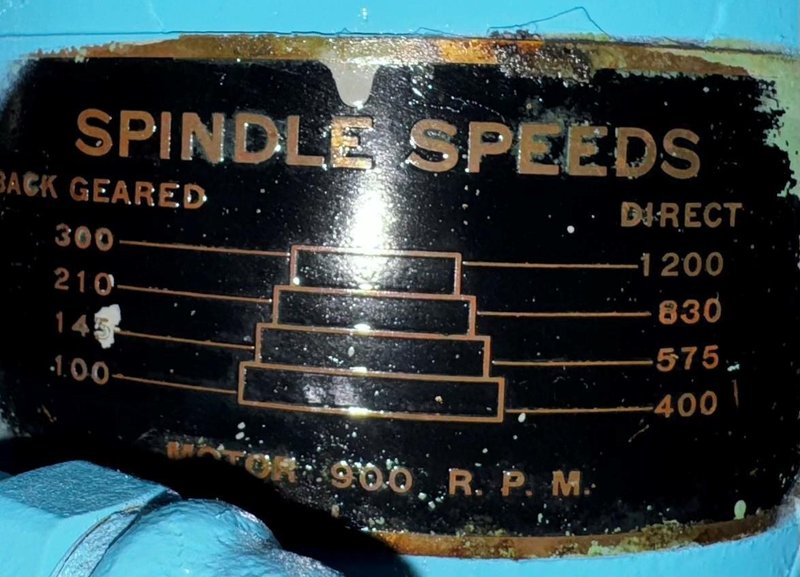 SPINDLE SPEEDS
BACK GEARED DIRECT
300 1200
210 830
145 575
100 400
MOTOR 900 R. P. M.